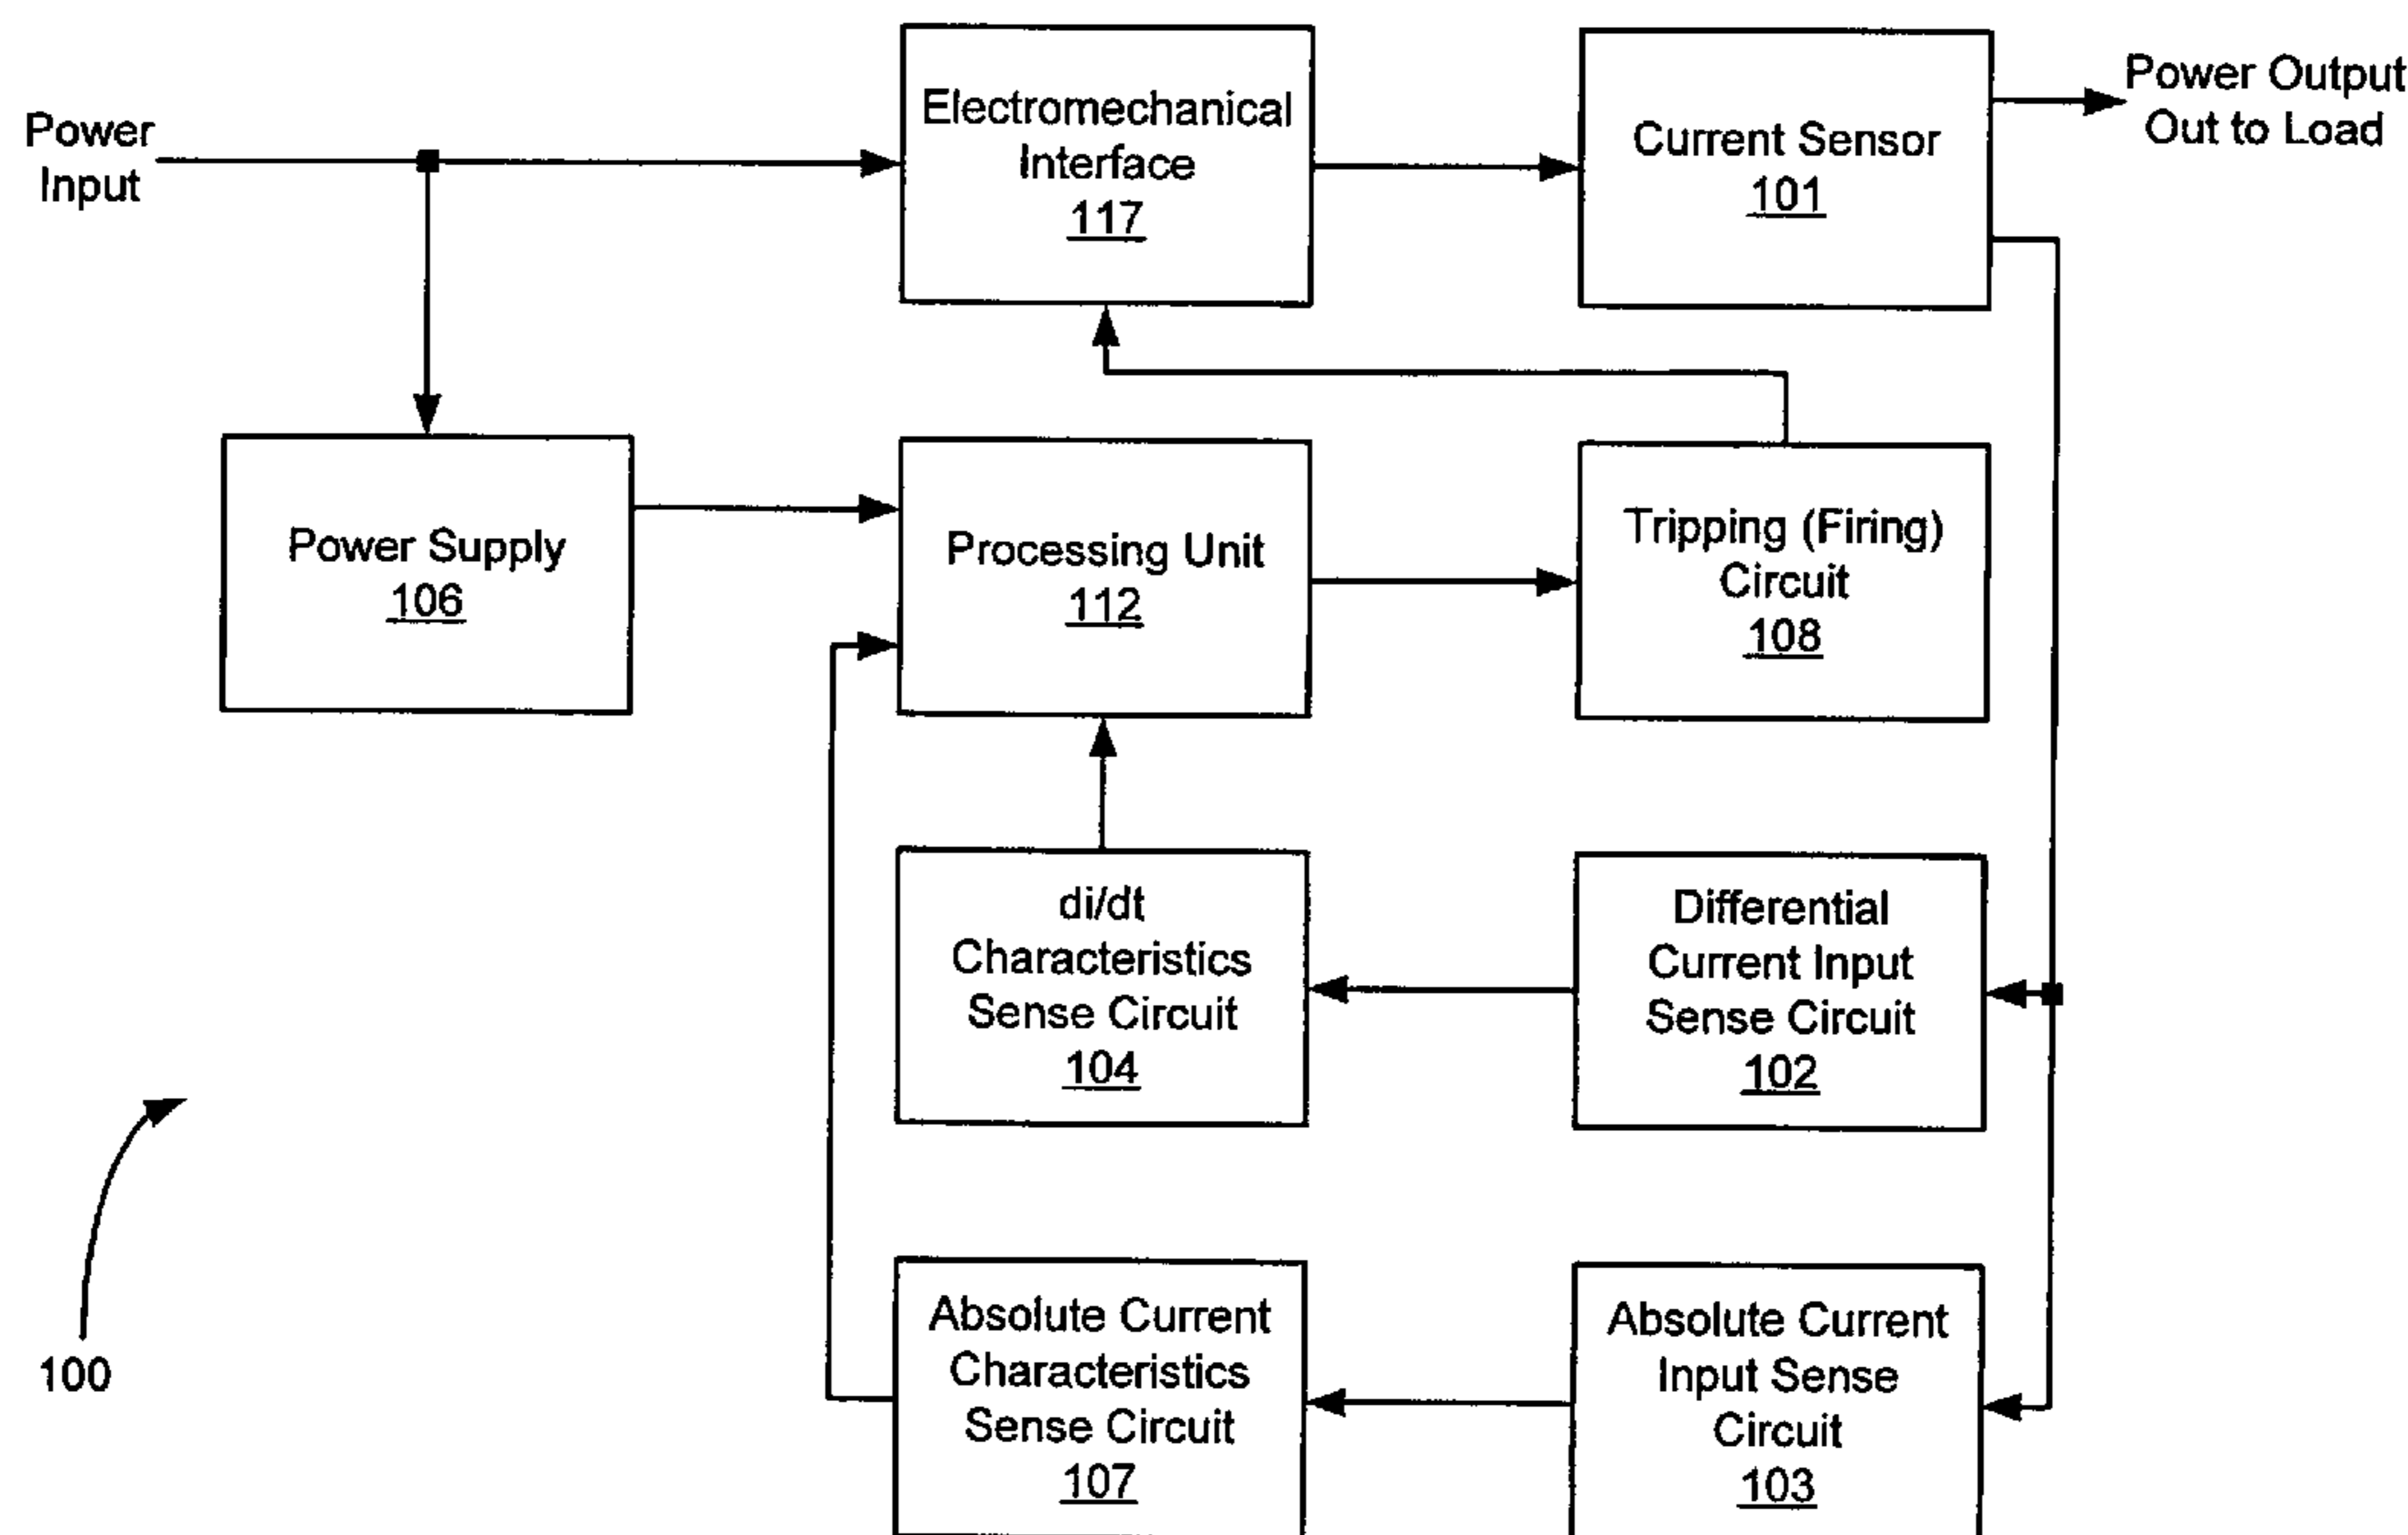 Power
Input
Electromechanical
Interface
117
Current Sensor
101
Power Output
Out to Load
Power Supply
106
Processing Unit
112
Tripping (Firing)
Circuit
108
di/dt
Characteristics
Sense Circuit
104
Differential
Current Input
Sense Circuit
102
100
Absolute Current
Characteristics
Sense Circuit
107
Absolute Current
Input Sense
Circuit
103